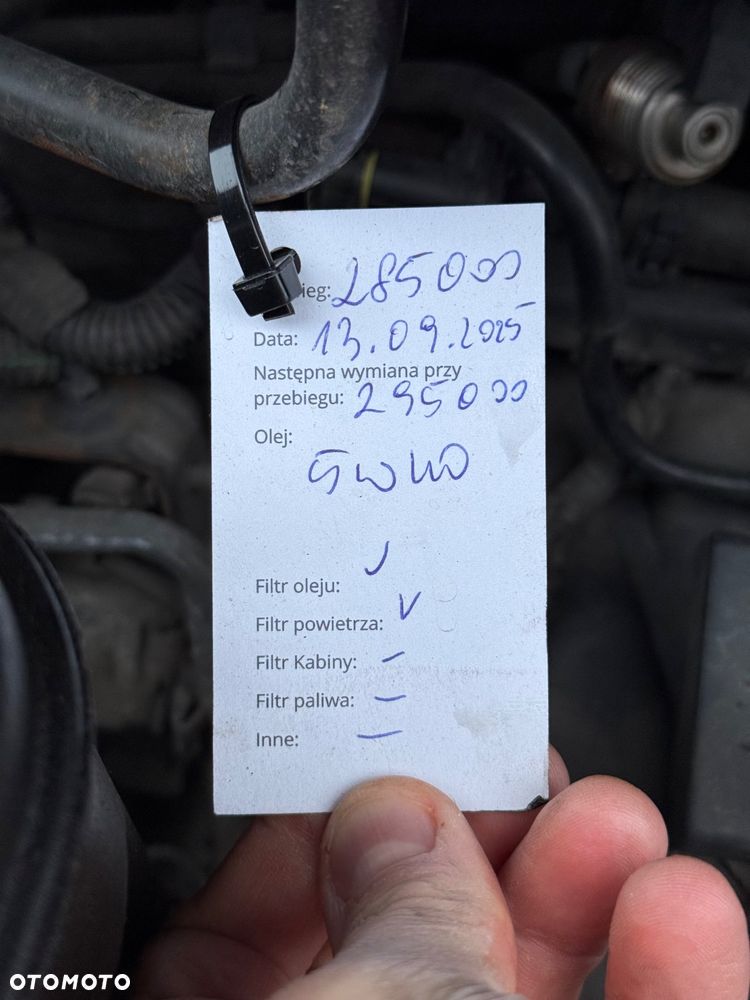 ieg: 285000
Data: 13.09.2025
Następna wymiana przy
przebiegu: 295000
Olej:
5W40
Filtr oleju: ✓
Filtr powietrza: V
Filtr Kabiny: –
Filtr paliwa: –
Inne: –
OTOMOTO